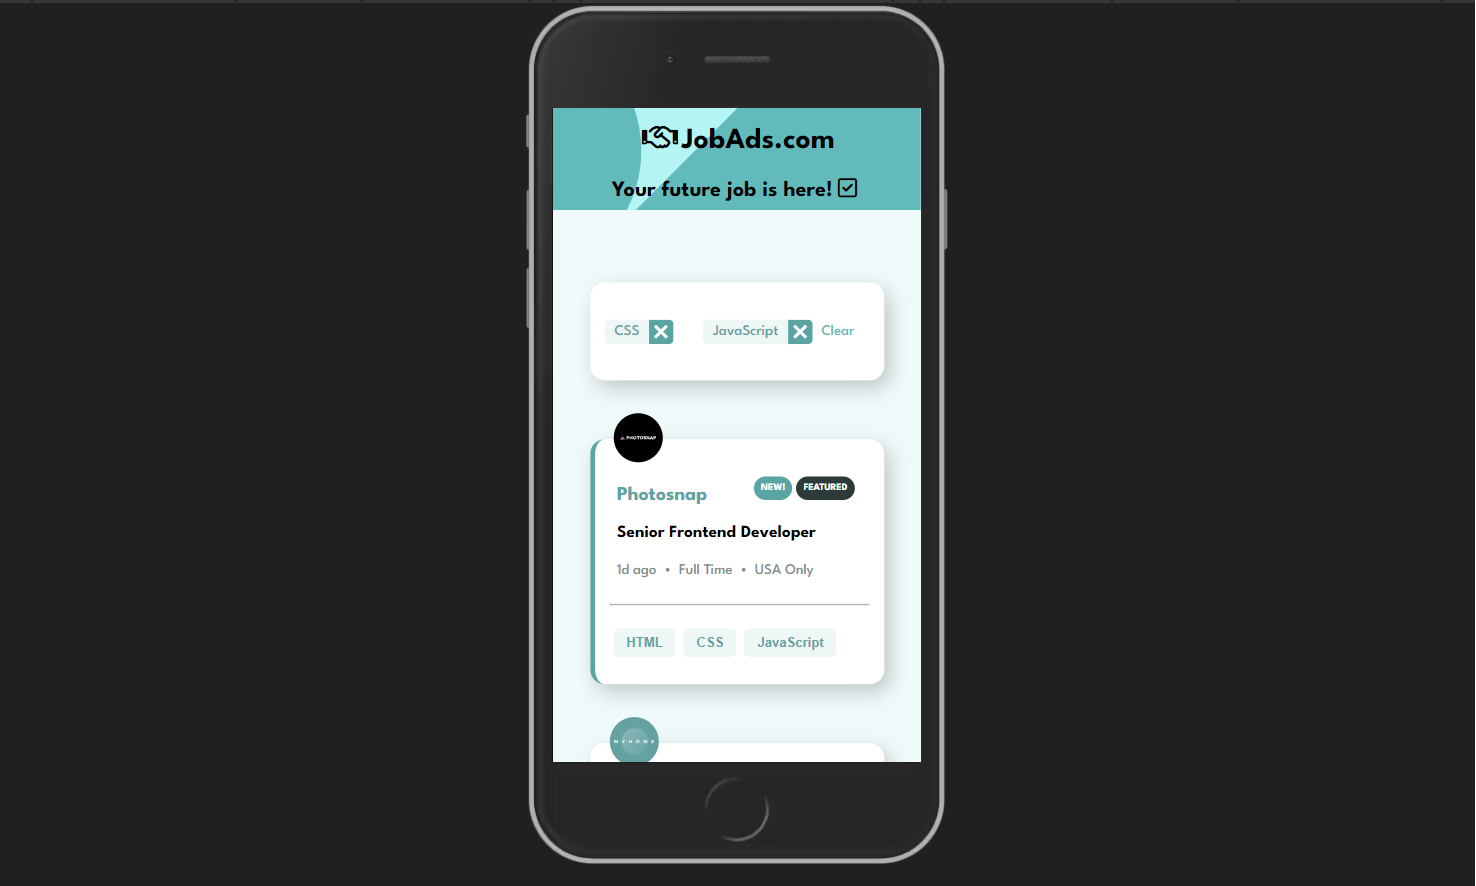 JobAds.com
Your future job is here!
CSS JavaScript Clear
PHOTOSNAP
Photosnap NEW! FEATURED
Senior Frontend Developer
1d ago • Full Time • USA Only
HTML CSS JavaScript
MYHOME